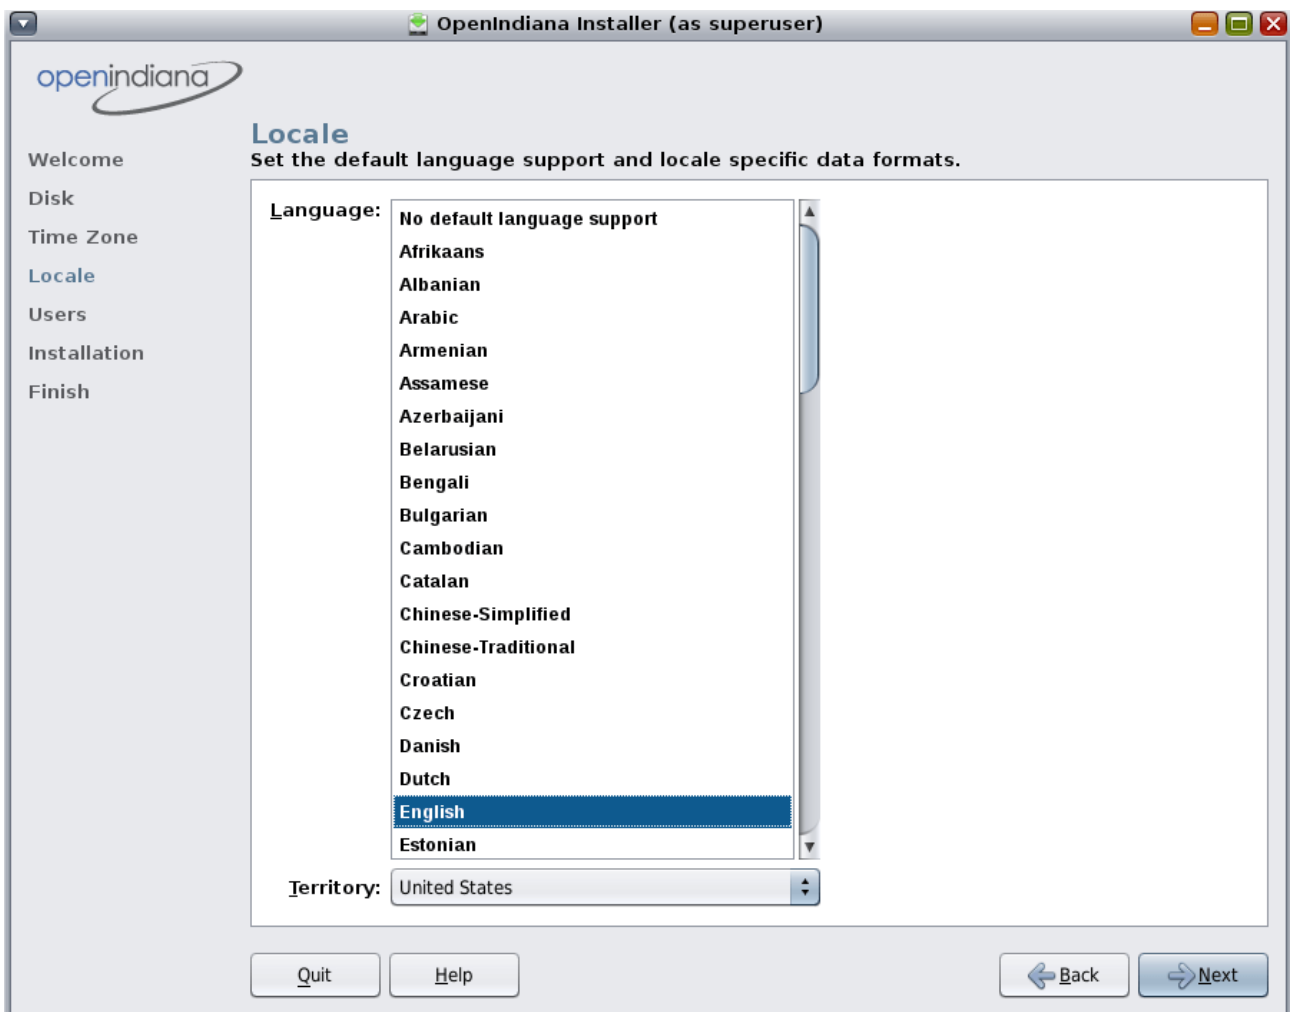 OpenIndiana Installer (as superuser)
openindiana
Welcome
Disk
Time Zone
Locale
Users
Installation
Finish
Locale
Set the default language support and locale specific data formats.
Language:
No default language support
Afrikaans
Albanian
Arabic
Armenian
Assamese
Azerbaijani
Belarusian
Bengali
Bulgarian
Cambodian
Catalan
Chinese-Simplified
Chinese-Traditional
Croatian
Czech
Danish
Dutch
English
Estonian
Territory: United States
Quit Help Back Next